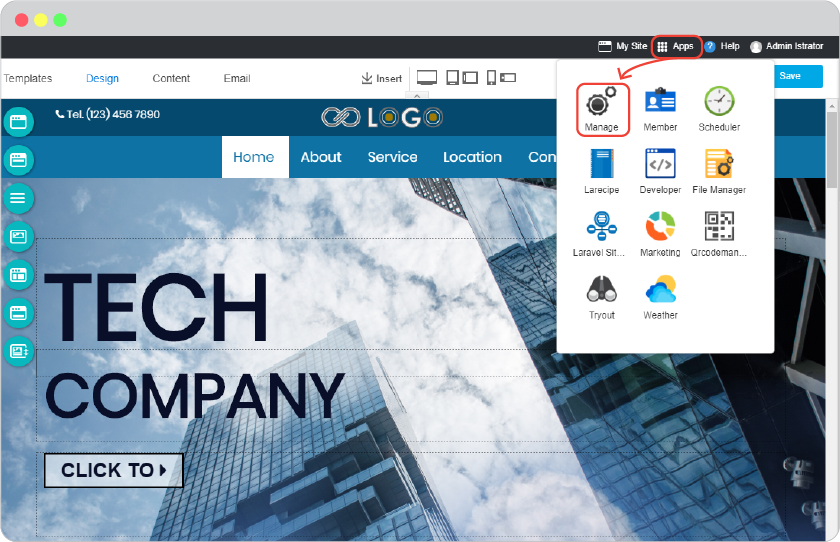 My Site Apps ? Help Admin Istrator
Templates Design Content Email Insert Save
Tel. (123) 456 7890
LOGO
Home About Service Location Con
Manage Member Scheduler
Larecipe Developer File Manager
Laravel Sit... Marketing Qrcodeman...
Tryout Weather
TECH
COMPANY
CLICK TO